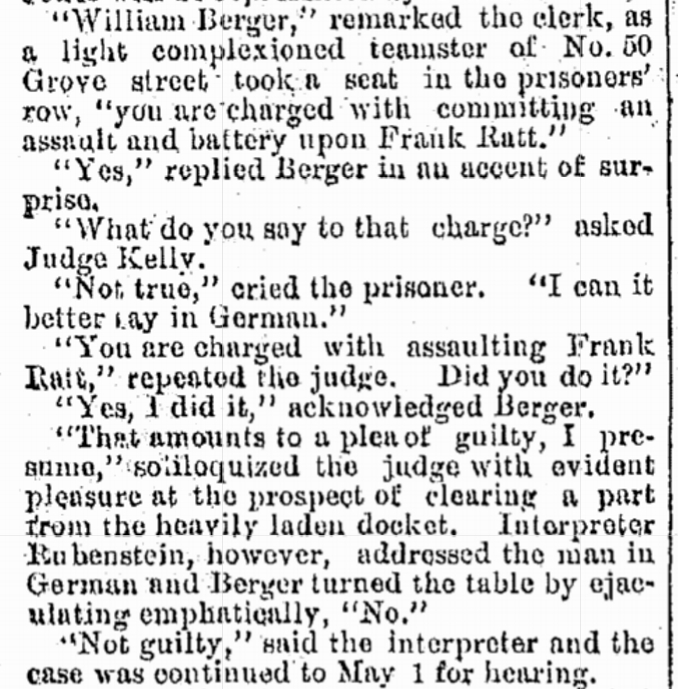 "William Berger," remarked the clerk, as
a light complexioned teamster of No. 50
Grove street took a seat in the prisoners'
row, "you are charged with committing an
assault and battery upon Frank Ratt."
"Yes," replied Berger in an accent of sur-
prise.
"What do you say to that charge?" asked
Judge Kelly.
"Not true," cried the prisoner. "I can it
better say in German."
"You are charged with assaulting Frank
Ratt," repeated the judge. Did you do it?"
"Yes, I did it," acknowledged Berger.
"That amounts to a plea of guilty, I pre-
sume," soliloquized the judge with evident
pleasure at the prospect of clearing a part
from the heavily laden docket. Interpreter
Rubenstein, however, addressed the man in
German and Berger turned the table by ejac-
ulating emphatically, "No."
"Not guilty," said the interpreter and the
case was continued to May 1 for hearing.